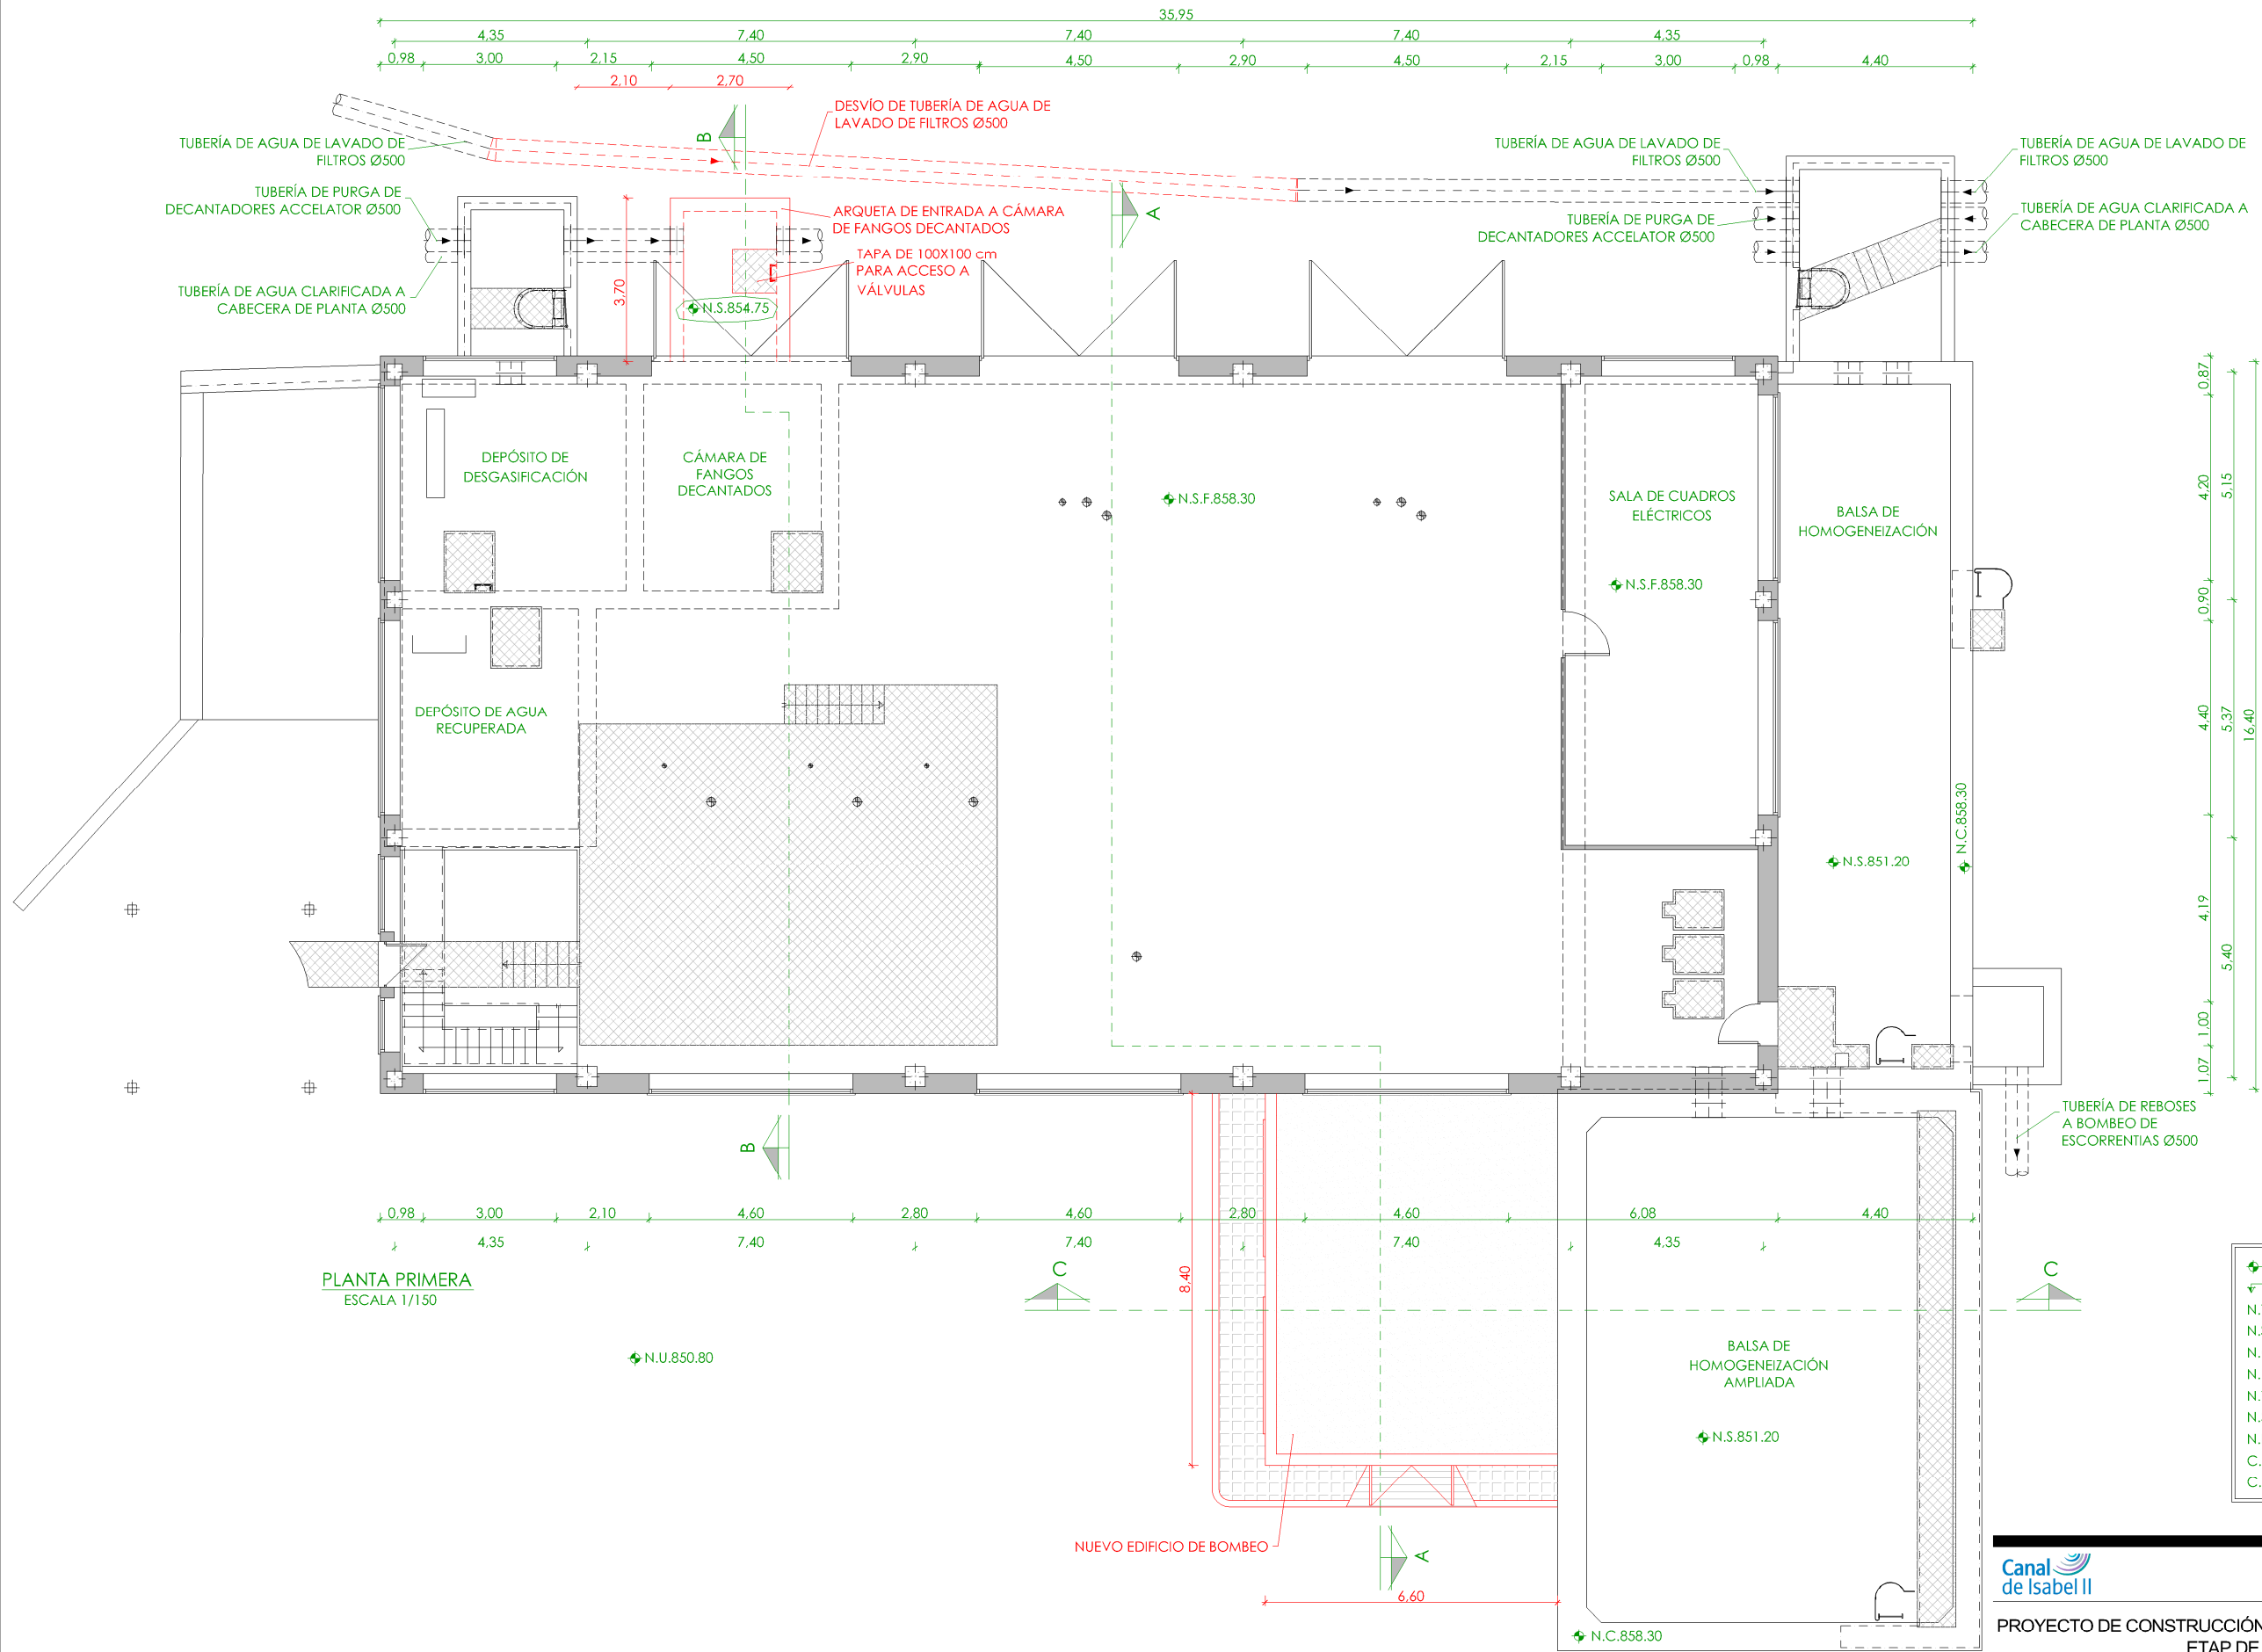 35,95
4,35 7,40 7,40 7,40 4,35
0,98 3,00 2,15 4,50 2,90 4,50 2,90 4,50 2,15 3,00 0,98 4,40
2,10 2,70
DESVÍO DE TUBERÍA DE AGUA DE
LAVADO DE FILTROS Ø500
B
TUBERÍA DE AGUA DE LAVADO DE
FILTROS Ø500
TUBERÍA DE PURGA DE
DECANTADORES ACCELATOR Ø500
TUBERÍA DE AGUA CLARIFICADA A
CABECERA DE PLANTA Ø500
3,70
ARQUETA DE ENTRADA A CÁMARA
DE FANGOS DECANTADOS
TAPA DE 100X100 cm
PARA ACCESO A
VÁLVULAS
N.S.854.75
A
TUBERÍA DE AGUA DE LAVADO DE
FILTROS Ø500
TUBERÍA DE PURGA DE
DECANTADORES ACCELATOR Ø500
TUBERÍA DE AGUA DE LAVADO DE
FILTROS Ø500
TUBERÍA DE AGUA CLARIFICADA A
CABECERA DE PLANTA Ø500
DEPÓSITO DE
DESGASIFICACIÓN
CÁMARA DE
FANGOS
DECANTADOS
N.S.F.858.30
SALA DE CUADROS
ELÉCTRICOS
N.S.F.858.30
BALSA DE
HOMOGENEIZACIÓN
DEPÓSITO DE AGUA
RECUPERADA
N.S.851.20
N.C.858.30
0,87
4,20
0,90
4,40
4,19
1,00
1,07
5,15
5,37
5,40
16,40
TUBERÍA DE REBOSES
A BOMBEO DE
ESCORRENTIAS Ø500
B
0,98 3,00 2,10 4,60 2,80 4,60 2,80 4,60 6,08 4,40
4,35 7,40 7,40 7,40 4,35
PLANTA PRIMERA
ESCALA 1/150
C
C
8,40
N.U.850.80
BALSA DE
HOMOGENEIZACIÓN
AMPLIADA
N.S.851.20
NUEVO EDIFICIO DE BOMBEO
A
6,60
N.C.858.30
N.
N.
N.
N.
N.
N.
N.
C.
C.
Canal
de Isabel II
PROYECTO DE CONSTRUCCIÓN
ETAP DE